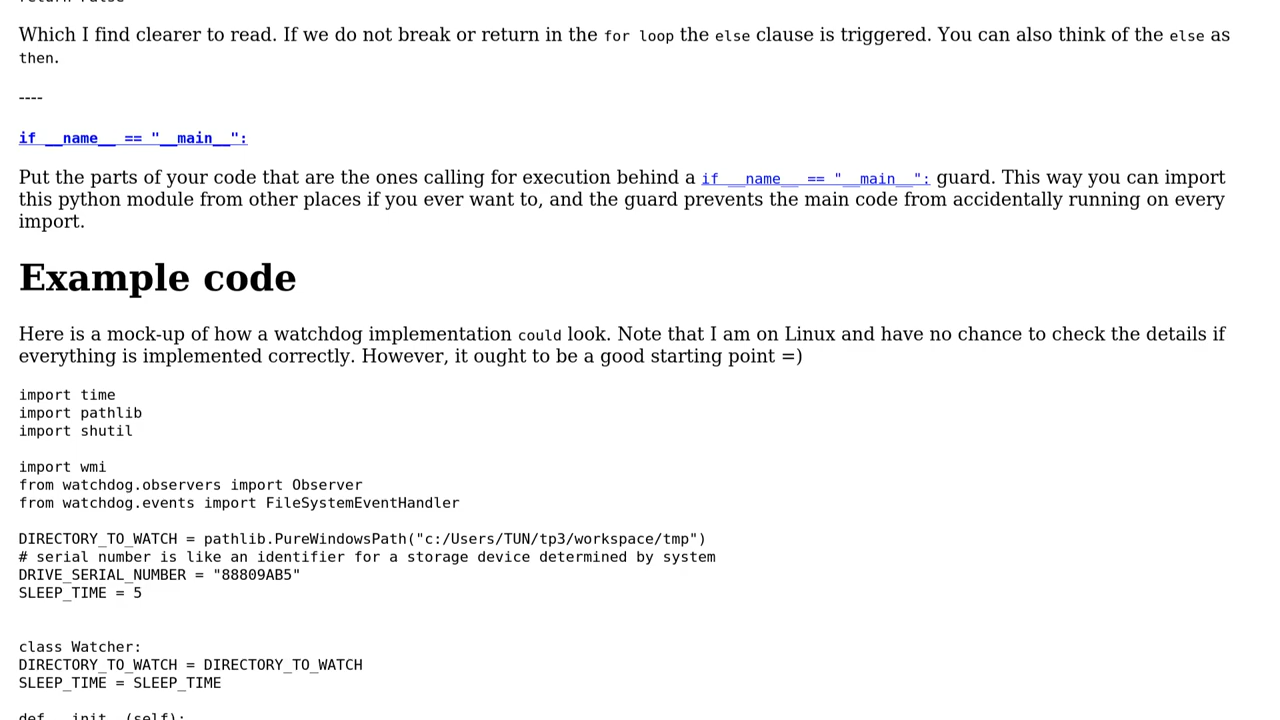 return False
Which I find clearer to read. If we do not break or return in the for loop the else clause is triggered. You can also think of the else as
then.
----
if __name__ == "__main__":
Put the parts of your code that are the ones calling for execution behind a if __name__ == "__main__": guard. This way you can import
this python module from other places if you ever want to, and the guard prevents the main code from accidentally running on every
import.
Example code
Here is a mock-up of how a watchdog implementation could look. Note that I am on Linux and have no chance to check the details if
everything is implemented correctly. However, it ought to be a good starting point =)
import time
import pathlib
import shutil
import wmi
from watchdog.observers import Observer
from watchdog.events import FileSystemEventHandler
DIRECTORY_TO_WATCH = pathlib.PureWindowsPath("c:/Users/TUN/tp3/workspace/tmp")
# serial number is like an identifier for a storage device determined by system
DRIVE_SERIAL_NUMBER = "88809AB5"
SLEEP_TIME = 5
class Watcher:
DIRECTORY_TO_WATCH = DIRECTORY_TO_WATCH
SLEEP_TIME = SLEEP_TIME
def __init__(self):